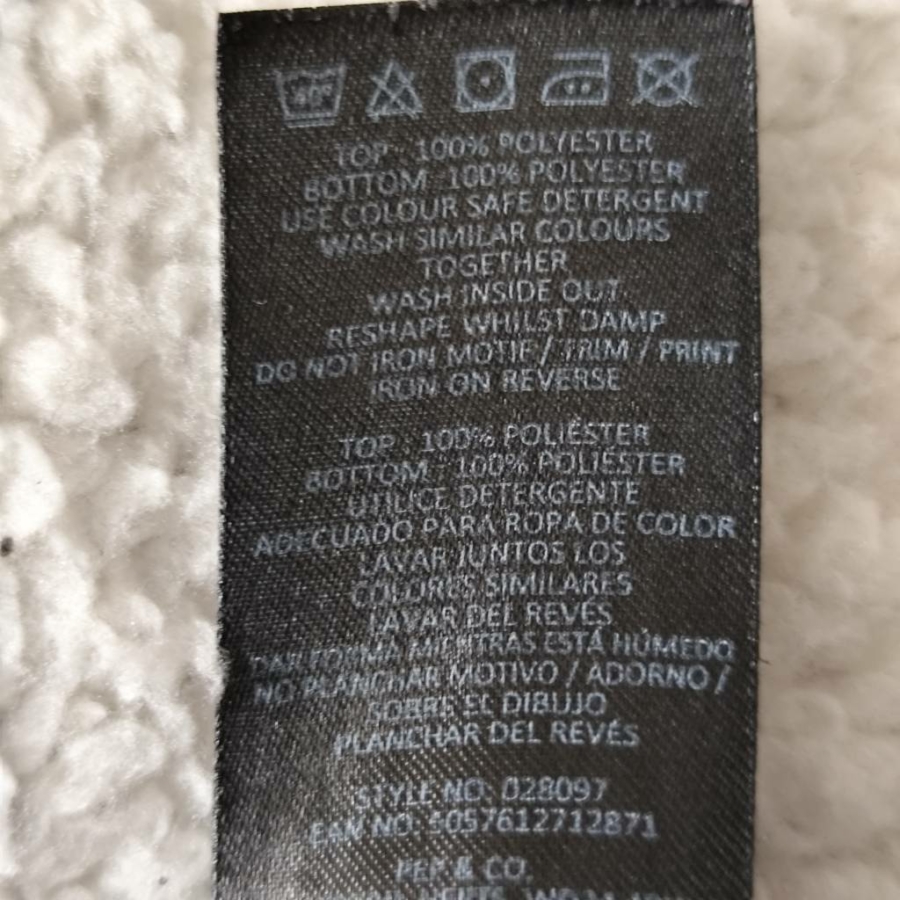 40°
TOP : 100% POLYESTER
BOTTOM : 100% POLYESTER
USE COLOUR SAFE DETERGENT
WASH SIMILAR COLOURS
TOGETHER
WASH INSIDE OUT
RESHAPE WHILST DAMP
DO NOT IRON MOTIF / TRIM / PRINT
IRON ON REVERSE
TOP : 100% POLIÉSTER
BOTTOM : 100% POLIÉSTER
UTILICE DETERGENTE
ADECUADO PARA ROPA DE COLOR
LAVAR JUNTOS LOS
COLORES SIMILARES
LAVAR DEL REVÉS
DAR FORMA MIENTRAS ESTÁ HÚMEDO
NO PLANCHAR MOTIVO / ADORNO /
SOBRE EL DIBUJO
PLANCHAR DEL REVÉS
STYLE NO: 028097
EAN NO: 5057612712871
PEP & CO.